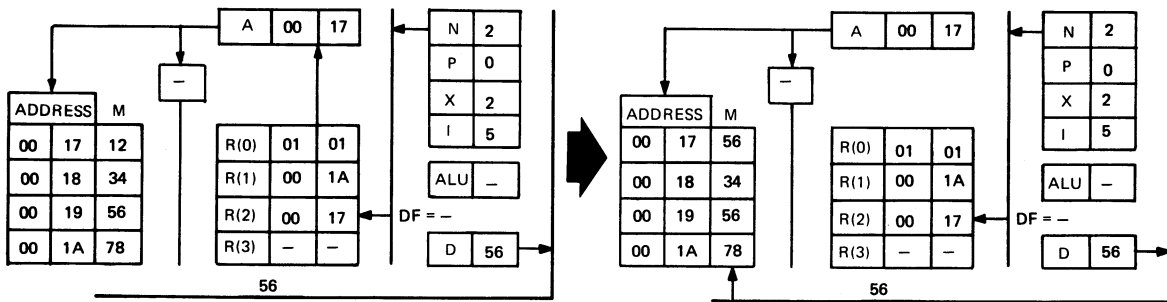 A 00 17
N 2
P 0
X 2
I 5
–
ADDRESS M
00 17 12
00 18 34
00 19 56
00 1A 78
R(0) 01 01
R(1) 00 1A
R(2) 00 17
R(3) – –
ALU –
DF = –
D 56
56
A 00 17
N 2
P 0
X 2
I 5
–
ADDRESS M
00 17 56
00 18 34
00 19 56
00 1A 78
R(0) 01 01
R(1) 00 1A
R(2) 00 17
R(3) – –
ALU –
DF = –
D 56
56